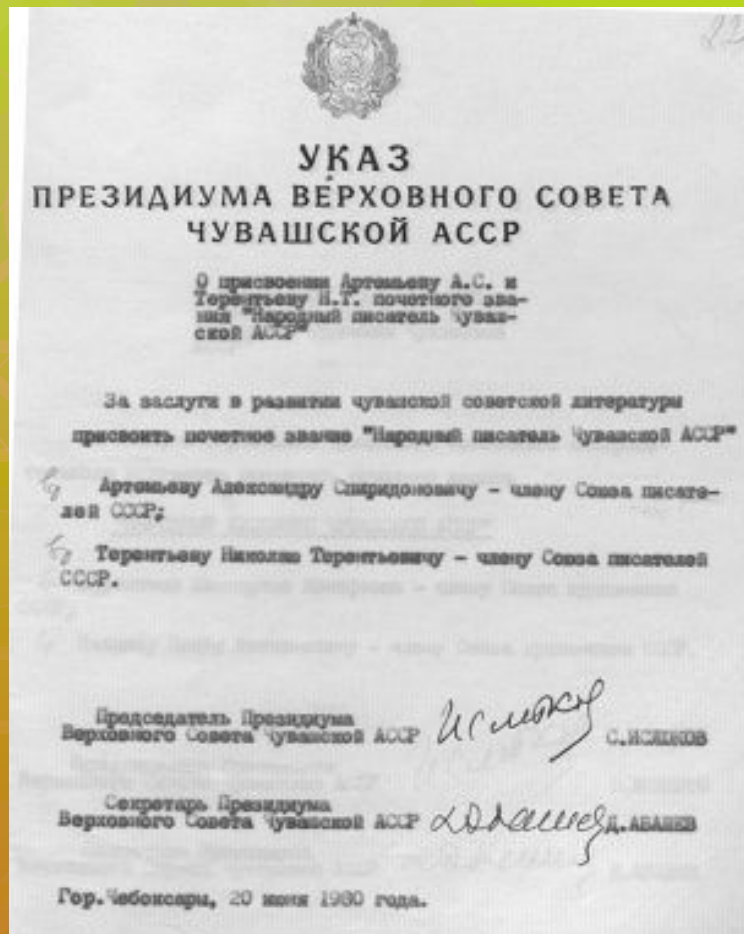 УКАЗ
ПРЕЗИДИУМА ВЕРХОВНОГО СОВЕТА
ЧУВАШСКОЙ АССР
О присвоении Артемьеву А.С. и
Терентьеву Н.Т. почетного зва-
ния "Народный писатель Чуваш-
ской АССР"
За заслуги в развитии чувашской советской литературы
присвоить почетное звание "Народный писатель Чувашской АССР"
Артемьеву Александру Спиридоновичу - члену Союза писате-
лей СССР;
Терентьеву Николаю Терентьевичу - члену Союза писателей
СССР.
Председатель Президиума
Верховного Совета Чувашской АССР
С.ИСЛЮКОВ
Секретарь Президиума
Верховного Совета Чувашской АССР
Д.АБАШЕВ
Гор.Чебоксары, 20 1980 года.